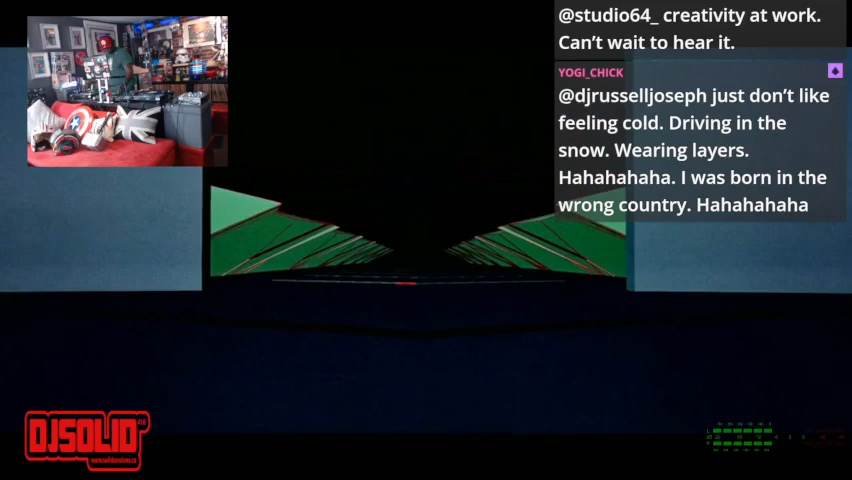 @studio64_ creativity at work.
Can't wait to hear it.
YOGI_CHICK
@djrusselljoseph just don't like
feeling cold. Driving in the
snow. Wearing layers.
Hahahahaha. I was born in the
wrong country. Hahahahaha
DJSOLID